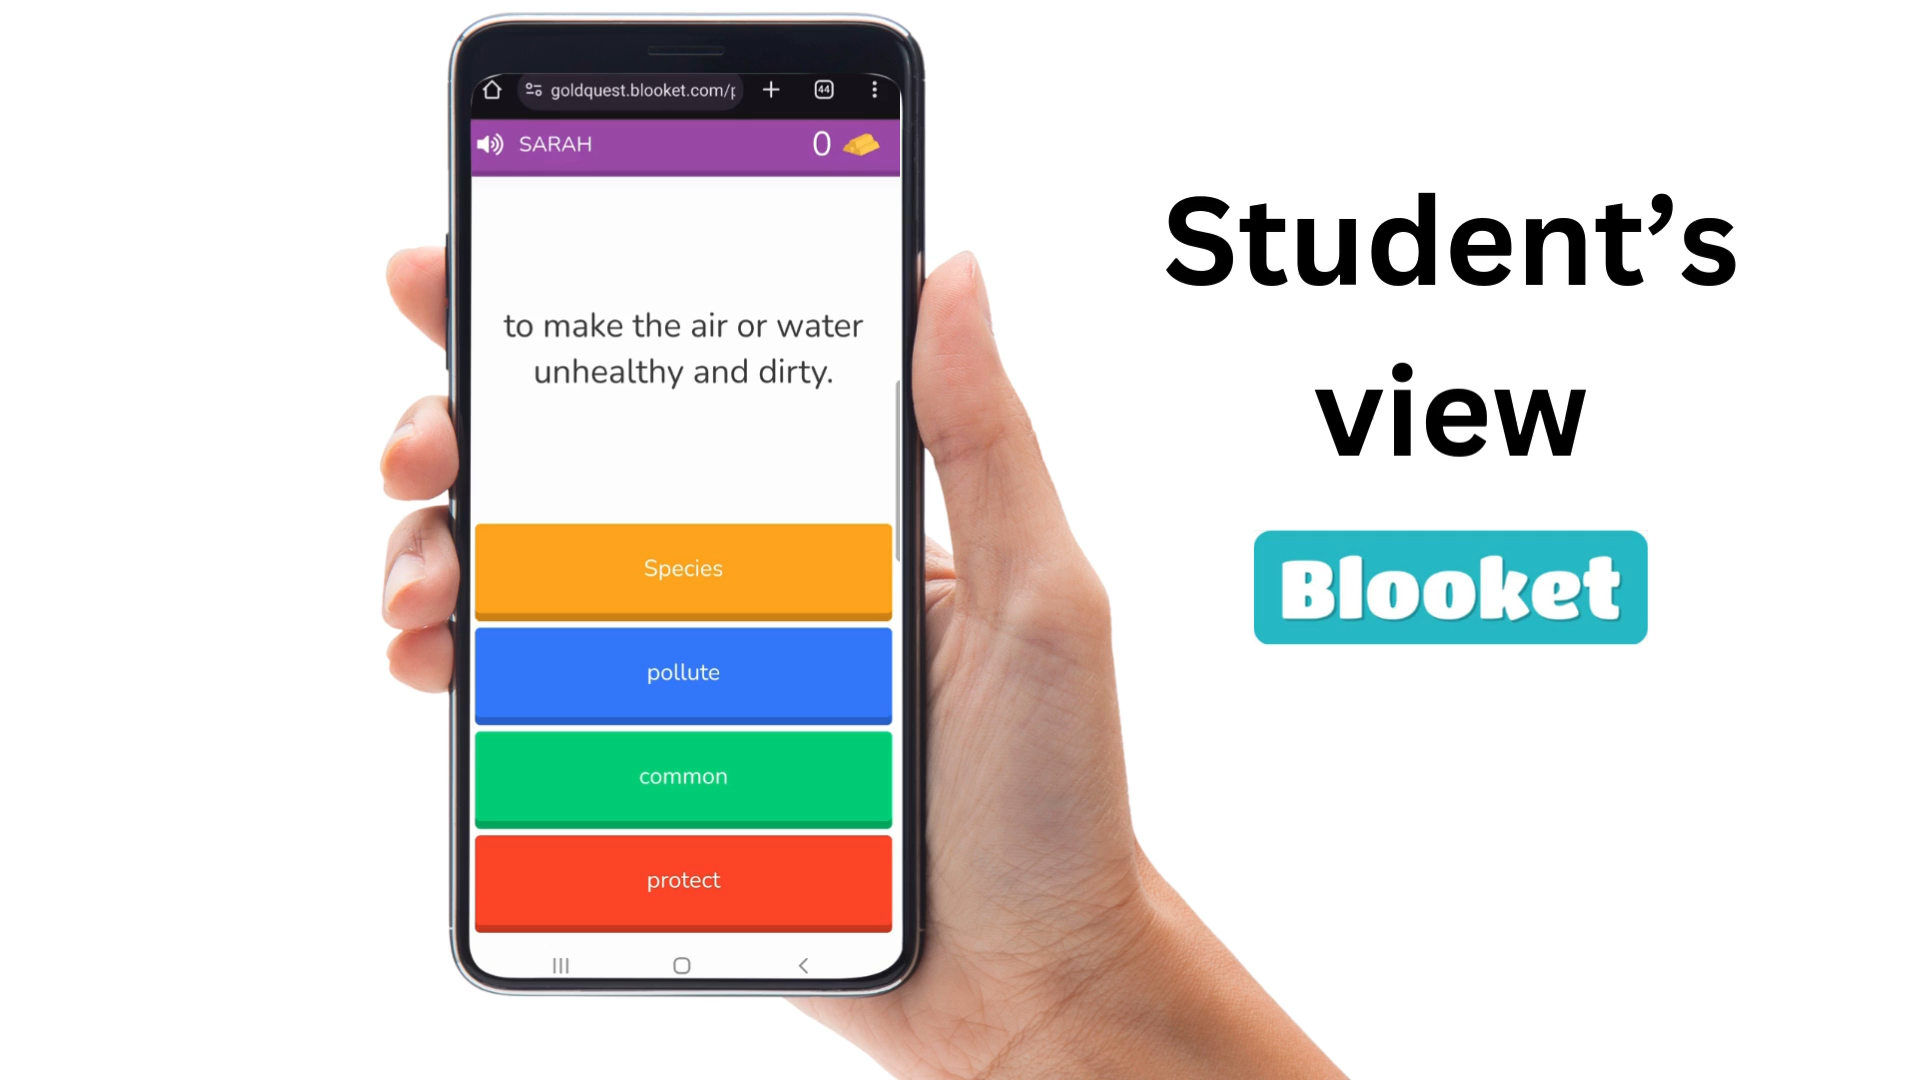 goldquest.blooket.com/p
44
SARAH
0
to make the air or water
unhealthy and dirty.
Species
pollute
common
protect
Student’s
view
Blooket